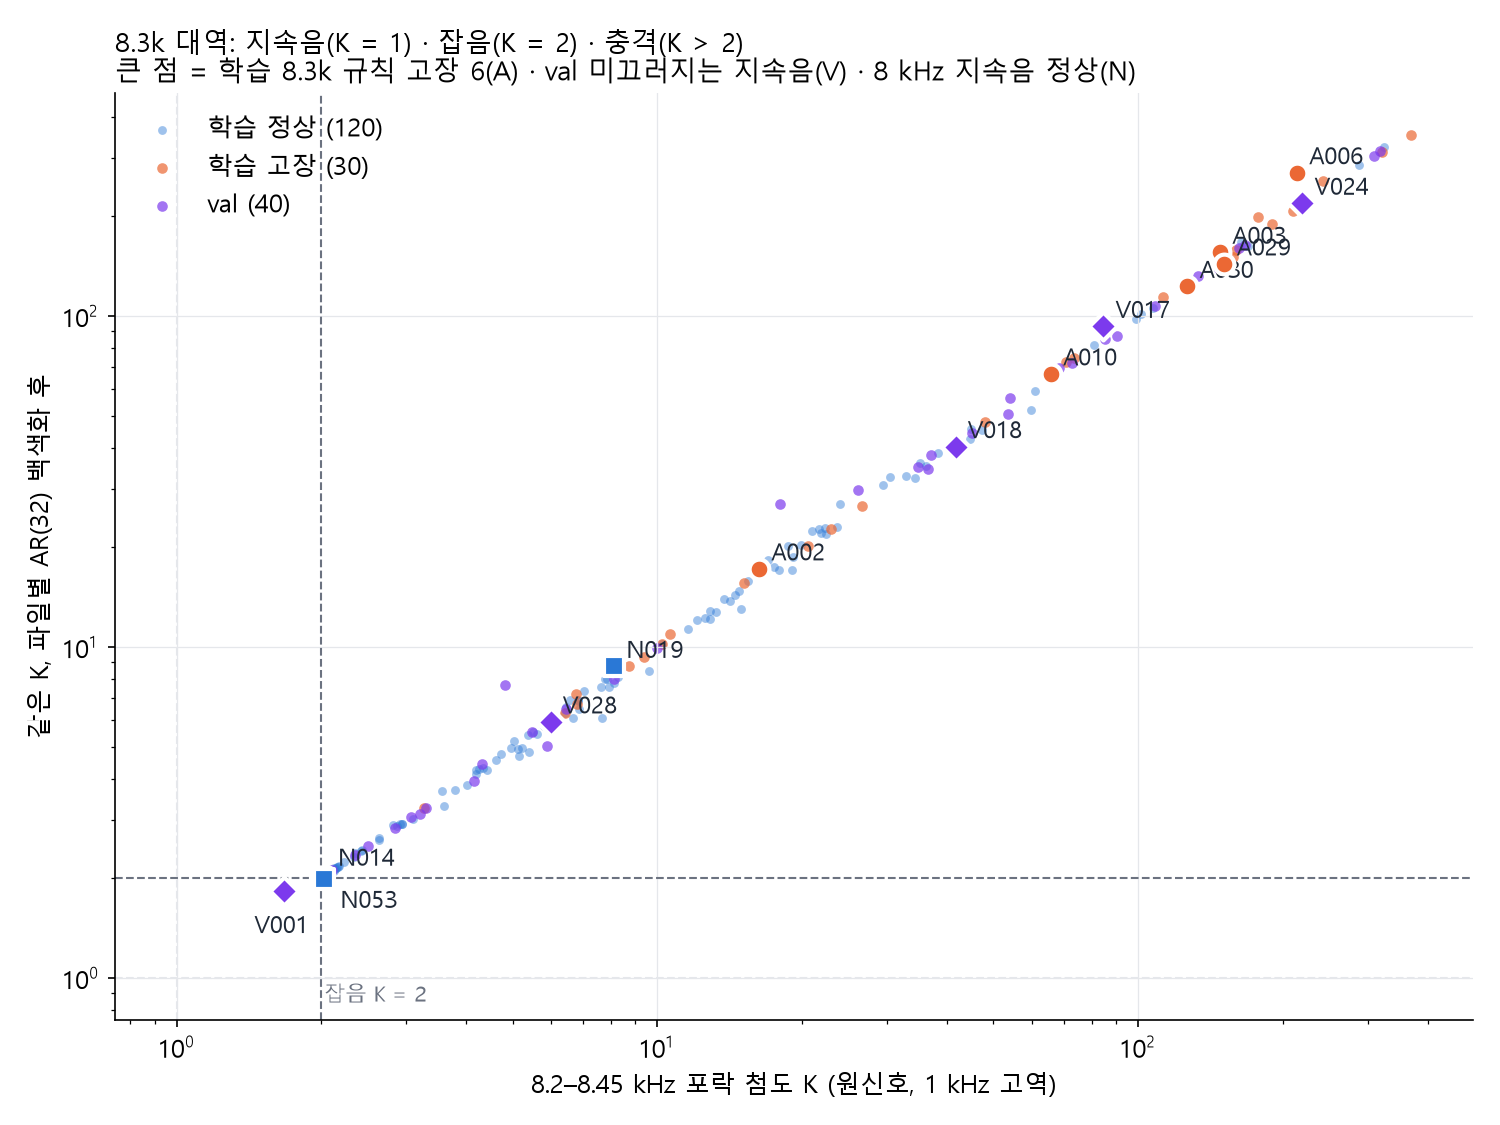 8.3k 대역: 지속음(K = 1) · 잡음(K = 2) · 충격(K > 2)
큰 점 = 학습 8.3k 규칙 고장 6(A) · val 미끄러지는 지속음(V) · 8 kHz 지속음 정상(N)
학습 정상 (120)
학습 고장 (30)
val (40)
A006
V024
A003
A029
A030
V017
A010
V018
A002
N019
V028
N014
N053
V001
잡음 K = 2
10²
10¹
10⁰
10⁰
10¹
10²
같은 K, 파일별 AR(32) 백색화 후
8.2–8.45 kHz 포락 첨도 K (원신호, 1 kHz 고역)